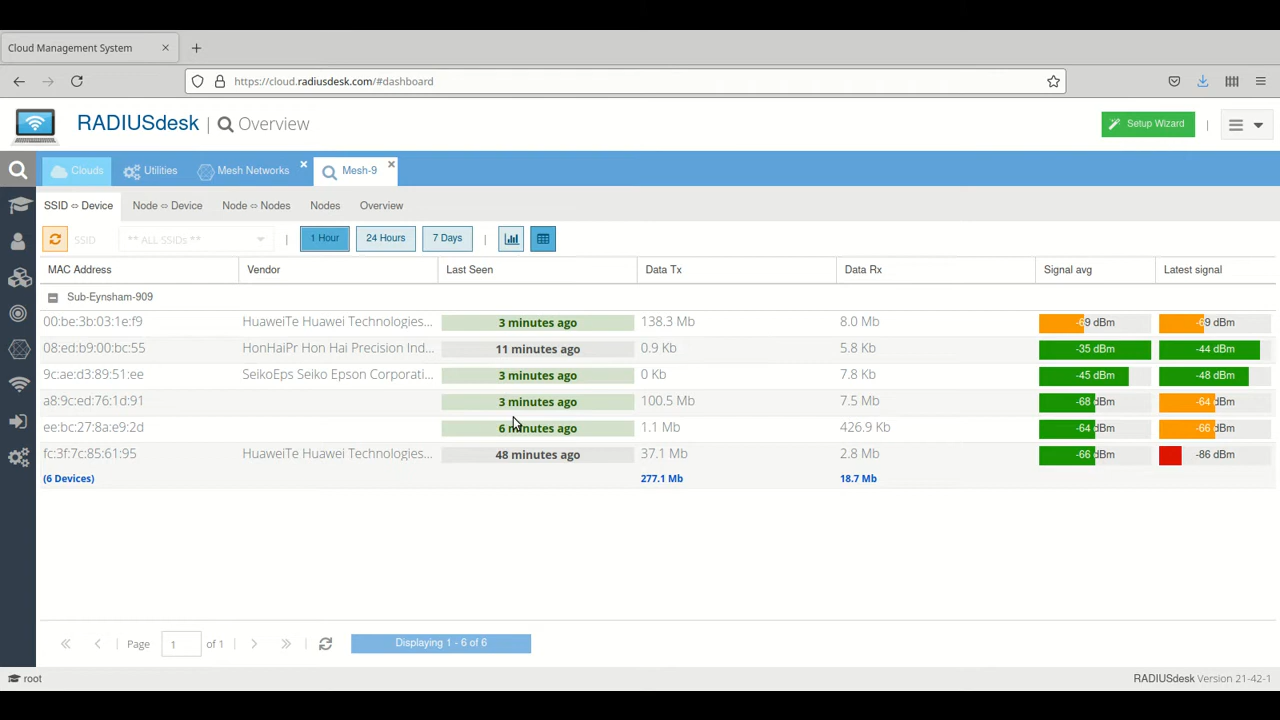 Cloud Management System
https://cloud.radiusdesk.com/#dashboard
RADIUSdesk | Overview
Setup Wizard
Clouds Utilities Mesh Networks Mesh-9
SSID ⇔ Device Node ⇔ Device Node ⇔ Nodes Nodes Overview
SSID ** ALL SSIDs ** 1 Hour 24 Hours 7 Days
MAC Address Vendor Last Seen Data Tx Data Rx Signal avg Latest signal
Sub-Eynsham-909
00:be:3b:03:1e:f9 HuaweiTe Huawei Technologies... 3 minutes ago 138.3 Mb 8.0 Mb -69 dBm -69 dBm
08:ed:b9:00:bc:55 HonHaiPr Hon Hai Precision Ind... 11 minutes ago 0.9 Kb 5.8 Kb -35 dBm -44 dBm
9c:ae:d3:89:51:ee SeikoEps Seiko Epson Corporati... 3 minutes ago 0 Kb 7.8 Kb -45 dBm -48 dBm
a8:9c:ed:76:1d:91 3 minutes ago 100.5 Mb 7.5 Mb -68 dBm -64 dBm
ee:bc:27:8a:e9:2d 6 minutes ago 1.1 Mb 426.9 Kb -64 dBm -66 dBm
fc:3f:7c:85:61:95 HuaweiTe Huawei Technologies... 48 minutes ago 37.1 Mb 2.8 Mb -66 dBm -86 dBm
(6 Devices) 277.1 Mb 18.7 Mb
Page 1 of 1 Displaying 1 - 6 of 6
root RADIUSdesk Version 21-42-1